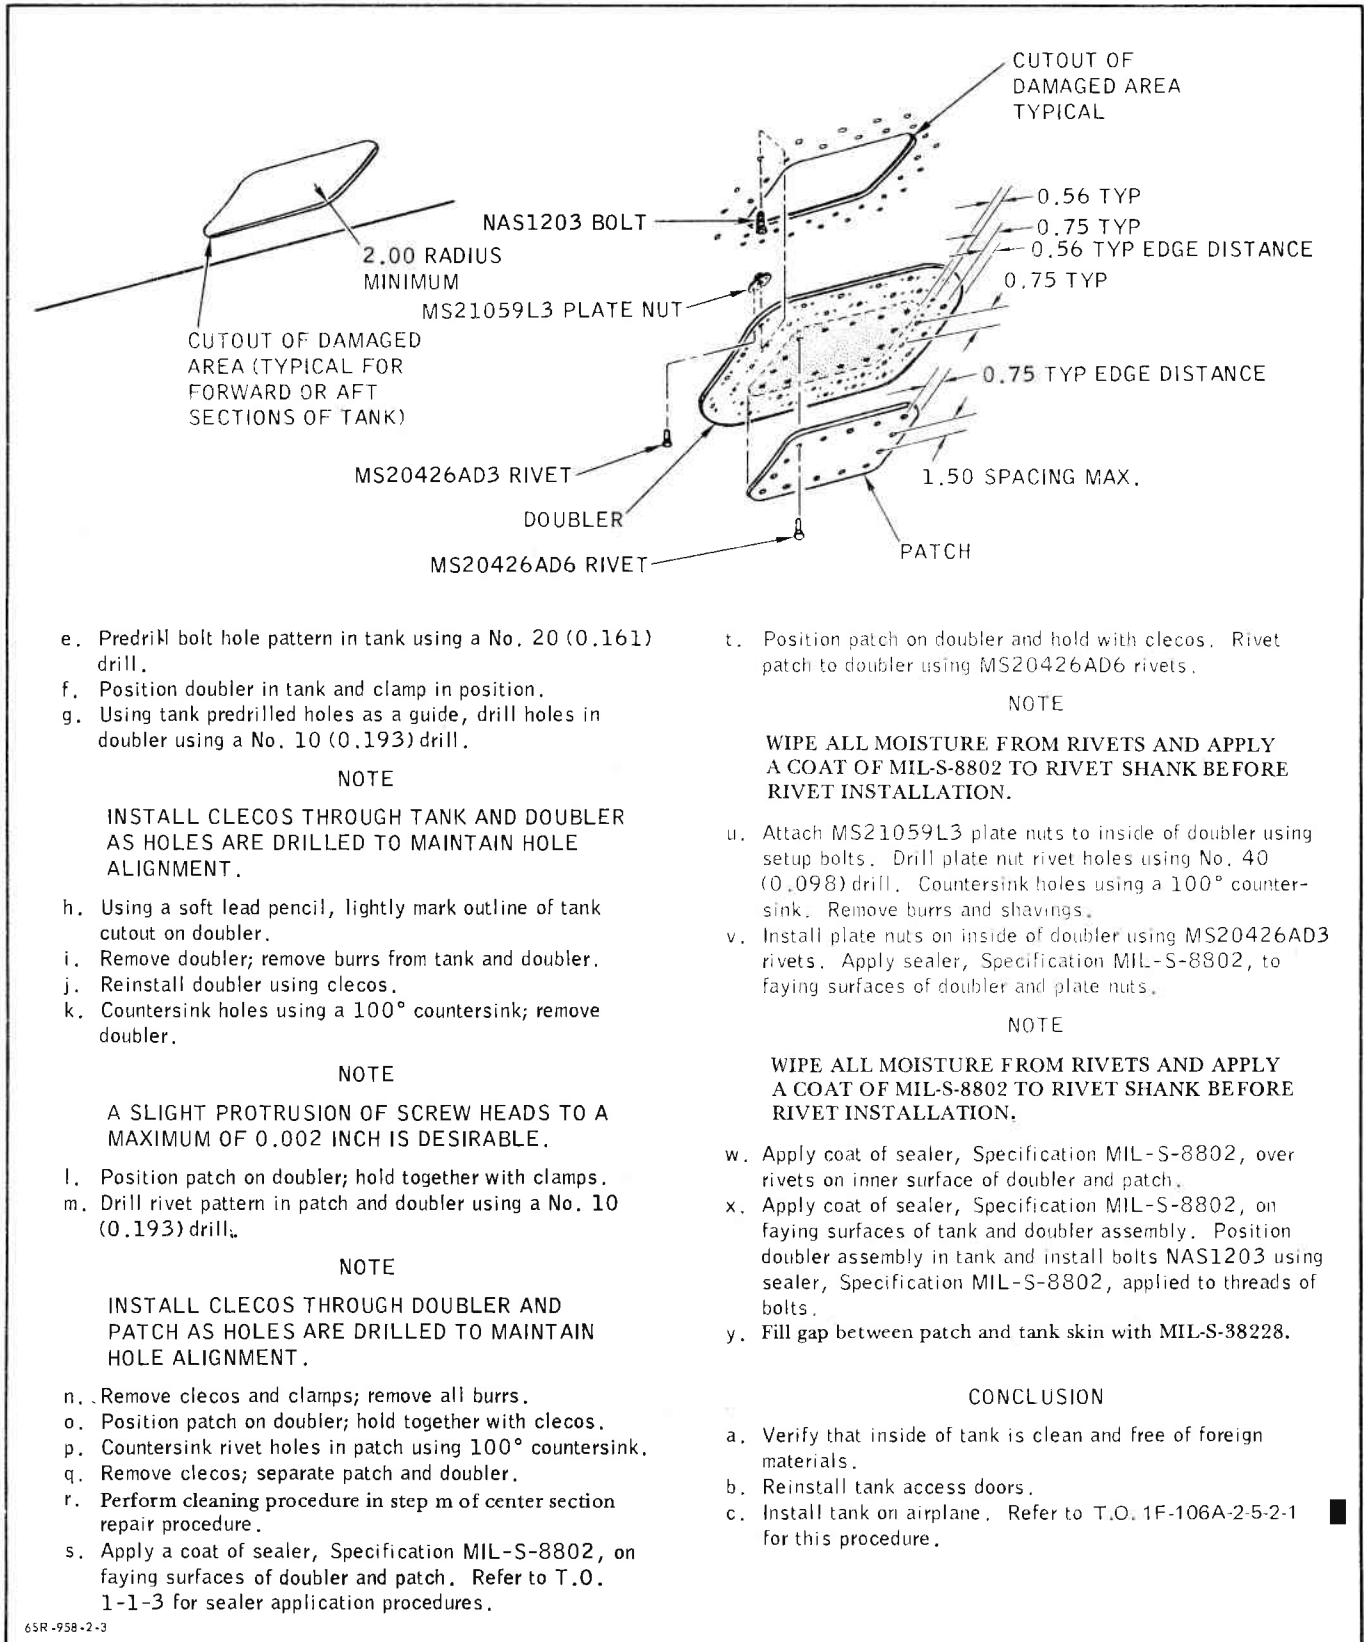 CUTOUT OF
DAMAGED AREA
TYPICAL
0.56 TYP
0.75 TYP
0.56 TYP EDGE DISTANCE
0.75 TYP
NAS1203 BOLT
2.00 RADIUS
MINIMUM
MS21059L3 PLATE NUT
CUTOUT OF DAMAGED
AREA (TYPICAL FOR
FORWARD OR AFT
SECTIONS OF TANK)
0.75 TYP EDGE DISTANCE
MS20426AD3 RIVET
1.50 SPACING MAX.
DOUBLER
PATCH
MS20426AD6 RIVET
e. Predrill bolt hole pattern in tank using a No. 20 (0.161)
drill.
f. Position doubler in tank and clamp in position.
g. Using tank predrilled holes as a guide, drill holes in
doubler using a No. 10 (0.193) drill.
NOTE
INSTALL CLECOS THROUGH TANK AND DOUBLER
AS HOLES ARE DRILLED TO MAINTAIN HOLE
ALIGNMENT.
h. Using a soft lead pencil, lightly mark outline of tank
cutout on doubler.
i. Remove doubler; remove burrs from tank and doubler.
j. Reinstall doubler using clecos.
k. Countersink holes using a 100° countersink; remove
doubler.
NOTE
A SLIGHT PROTRUSION OF SCREW HEADS TO A
MAXIMUM OF 0.002 INCH IS DESIRABLE.
l. Position patch on doubler; hold together with clamps.
m. Drill rivet pattern in patch and doubler using a No. 10
(0.193) drill.
NOTE
INSTALL CLECOS THROUGH DOUBLER AND
PATCH AS HOLES ARE DRILLED TO MAINTAIN
HOLE ALIGNMENT.
n. Remove clecos and clamps; remove all burrs.
o. Position patch on doubler; hold together with clecos.
p. Countersink rivet holes in patch using 100° countersink.
q. Remove clecos; separate patch and doubler.
r. Perform cleaning procedure in step m of center section
repair procedure.
s. Apply a coat of sealer, Specification MIL-S-8802, on
faying surfaces of doubler and patch. Refer to T.O.
1-1-3 for sealer application procedures.
t. Position patch on doubler and hold with clecos. Rivet
patch to doubler using MS20426AD6 rivets.
NOTE
WIPE ALL MOISTURE FROM RIVETS AND APPLY
A COAT OF MIL-S-8802 TO RIVET SHANK BEFORE
RIVET INSTALLATION.
u. Attach MS21059L3 plate nuts to inside of doubler using
setup bolts. Drill plate nut rivet holes using No. 40
(0.098) drill. Countersink holes using a 100° counter-
sink. Remove burrs and shavings.
v. Install plate nuts on inside of doubler using MS20426AD3
rivets. Apply sealer, Specification MIL-S-8802, to
faying surfaces of doubler and plate nuts.
NOTE
WIPE ALL MOISTURE FROM RIVETS AND APPLY
A COAT OF MIL-S-8802 TO RIVET SHANK BEFORE
RIVET INSTALLATION.
w. Apply coat of sealer, Specification MIL-S-8802, over
rivets on inner surface of doubler and patch.
x. Apply coat of sealer, Specification MIL-S-8802, on
faying surfaces of tank and doubler assembly. Position
doubler assembly in tank and install bolts NAS1203 using
sealer, Specification MIL-S-8802, applied to threads of
bolts.
y. Fill gap between patch and tank skin with MIL-S-38228.
CONCLUSION
a. Verify that inside of tank is clean and free of foreign
materials.
b. Reinstall tank access doors.
c. Install tank on airplane. Refer to T.O. 1F-106A-2-5-2-1
for this procedure.
6SR-958-2-3